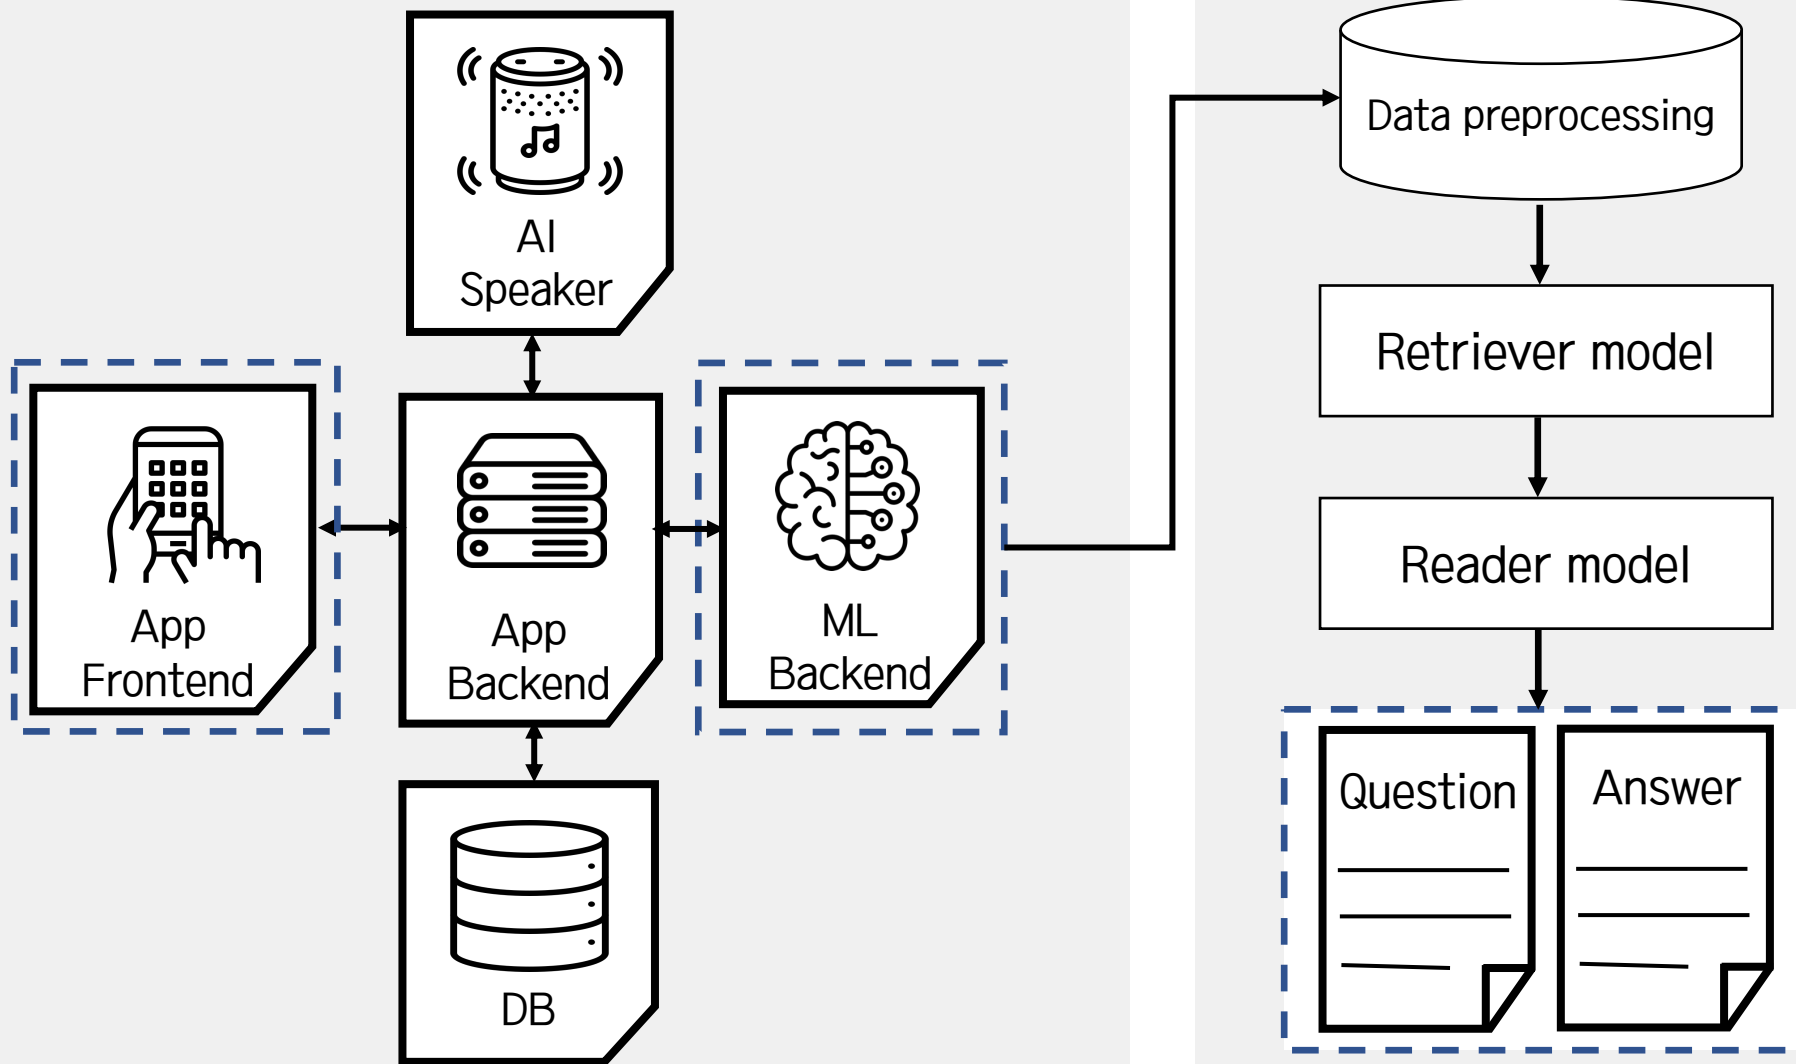 AI
Speaker
App
Frontend
App
Backend
ML
Backend
DB
Data preprocessing
Retriever model
Reader model
Question
Answer